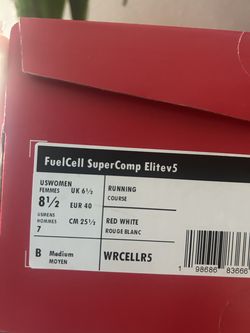 FuelCell SuperComp Elitev5
USWOMEN
FEMMES
8½
UK 6½
EUR 40
USMENS
HOMMES
7
CM 25½
RUNNING
COURSE
RED WHITE
ROUGE BLANC
B Medium
MOYEN
WRCELLR5
1 98686 83666